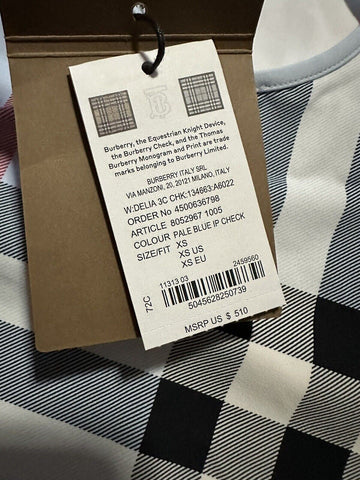 Burberry, the Equestrian Knight Device,
the Burberry Check, and the Thomas
Burberry Monogram and Print are trade
marks belonging to Burberry Limited.
BURBERRY ITALY SRL
VIA MANZONI, 20, 20121 MILANO, ITALY
W:DELIA 3C CHK:134663:A6022
ORDER No 4500636798
ARTICLE 8052967 1005
COLOUR PALE BLUE IP CHECK
SIZE/FIT XS
XS US
XS EU
72C
11313 03 2459560
5045628250739
MSRP US $ 510